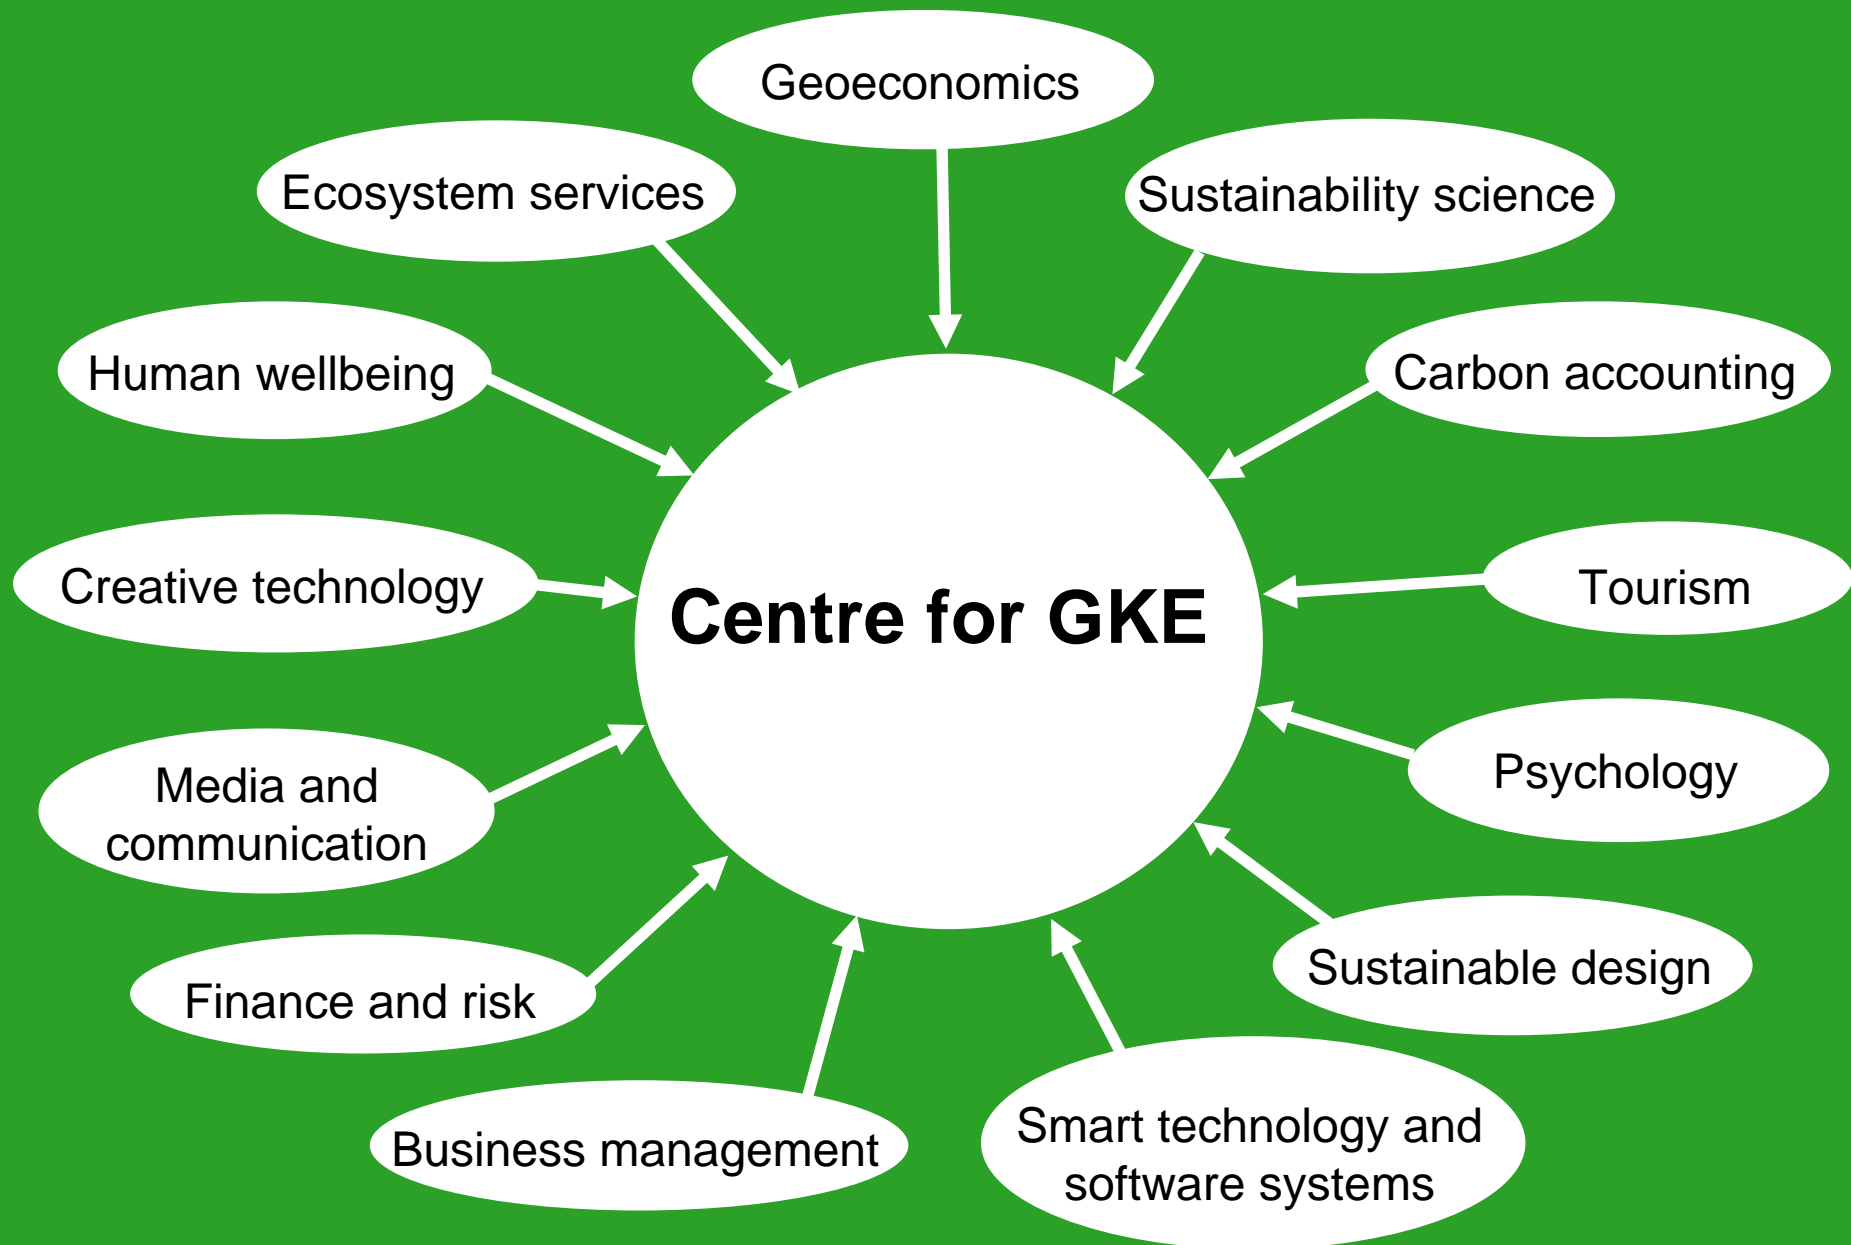 Geoeconomics
Ecosystem services
Sustainability science
Human wellbeing
Carbon accounting
Creative technology
Tourism
Centre for GKE
Media and
communication
Psychology
Finance and risk
Sustainable design
Business management
Smart technology and
software systems